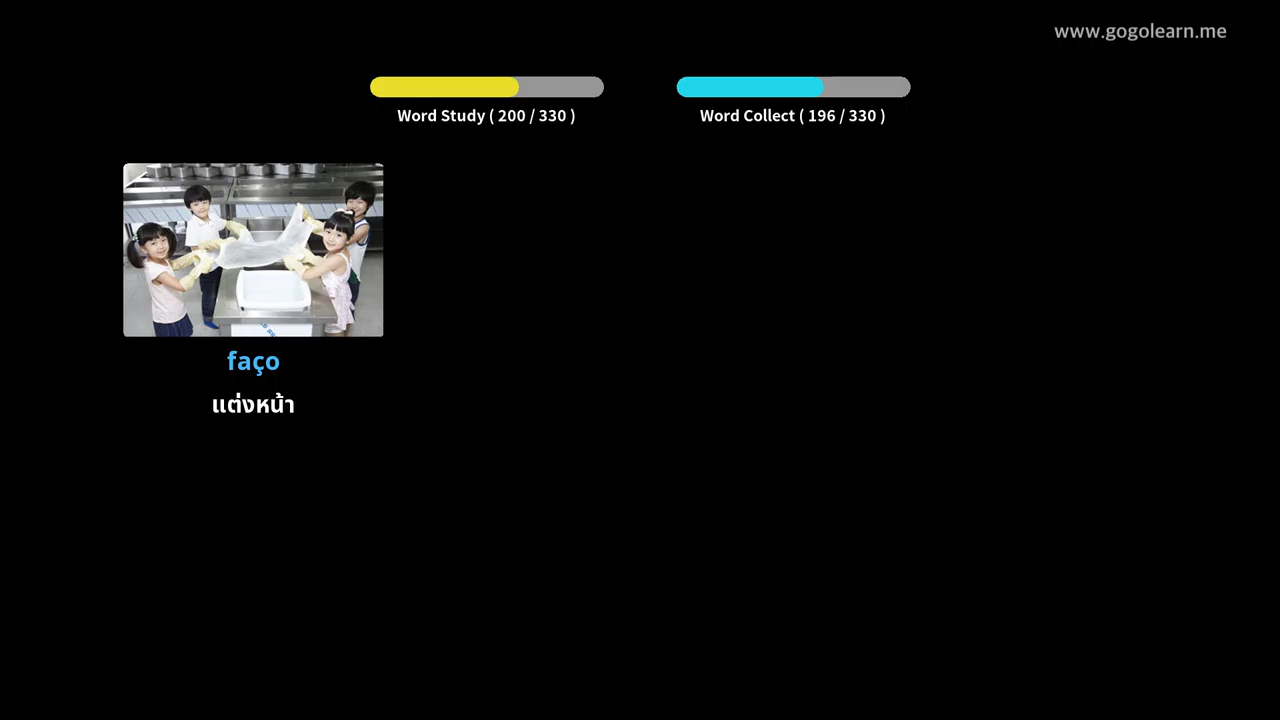 www.gogolearn.me
Word Study ( 200 / 330 )
Word Collect ( 196 / 330 )
faço
แต่งหน้า